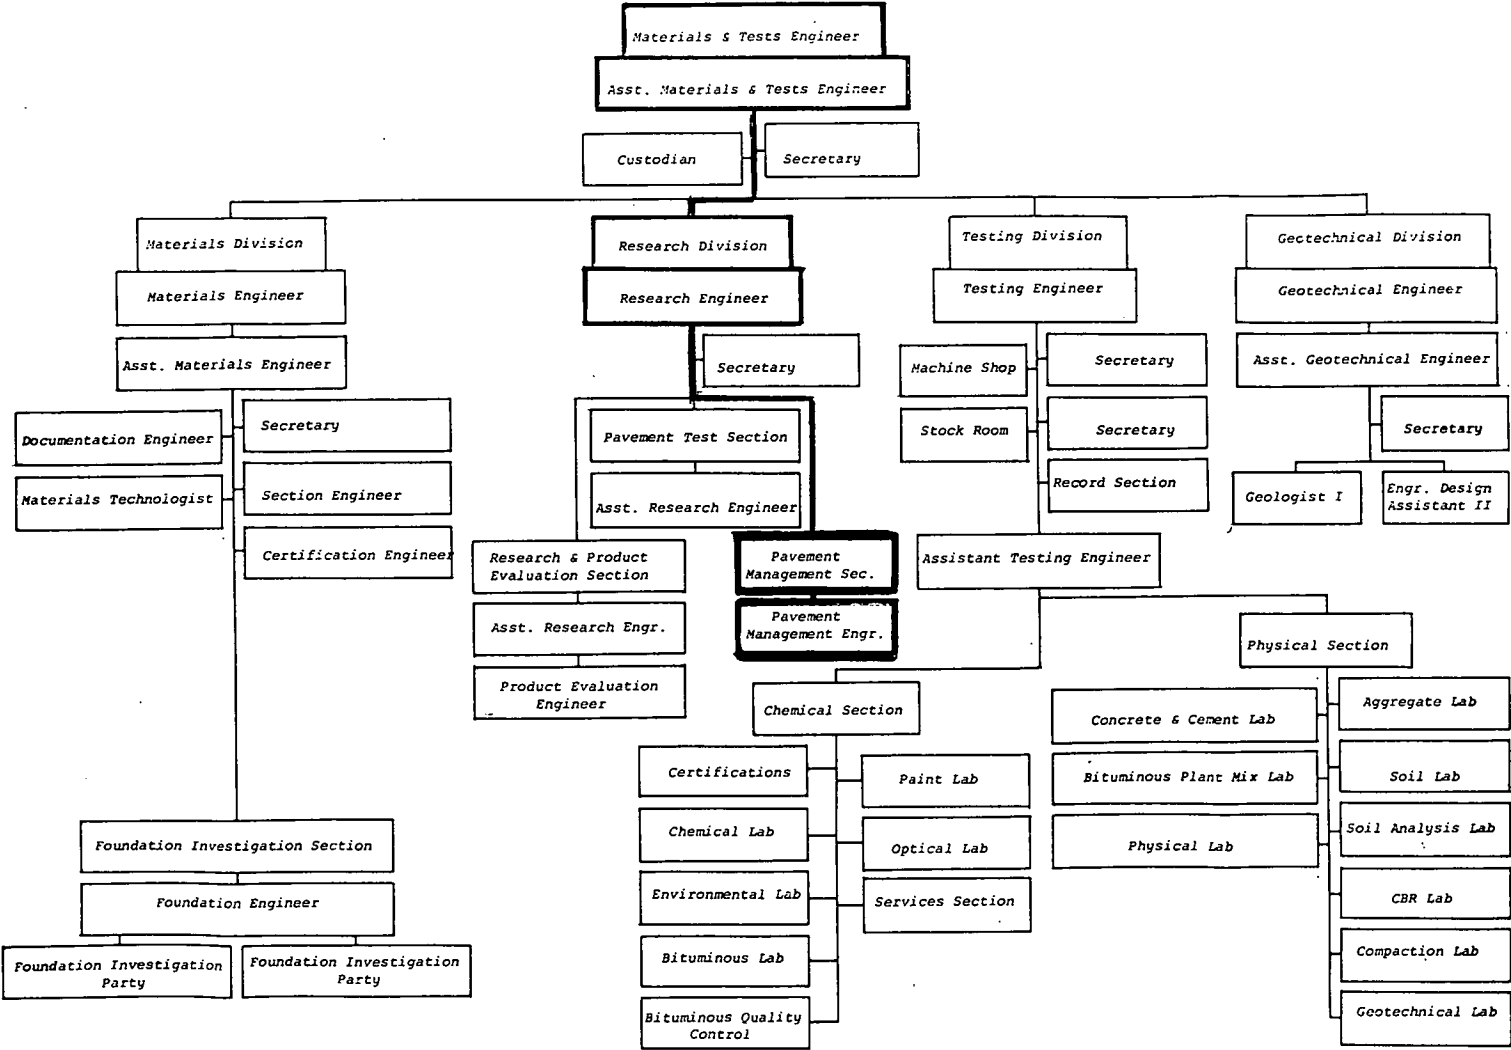 Materials & Tests Engineer
Asst. Materials & Tests Engineer
Custodian
Secretary
Materials Division
Research Division
Testing Division
Geotechnical Division
Materials Engineer
Research Engineer
Testing Engineer
Geotechnical Engineer
Asst. Materials Engineer
Secretary
Machine Shop
Secretary
Asst. Geotechnical Engineer
Documentation Engineer
Secretary
Pavement Test Section
Stock Room
Secretary
Secretary
Materials Technologist
Section Engineer
Asst. Research Engineer
Record Section
Geologist I
Engr. Design
Assistant II
Certification Engineer
Research & Product
Evaluation Section
Pavement
Management Sec.
Assistant Testing Engineer
Asst. Research Engr.
Pavement
Management Engr.
Physical Section
Product Evaluation
Engineer
Chemical Section
Concrete & Cement Lab
Aggregate Lab
Certifications
Paint Lab
Bituminous Plant Mix Lab
Soil Lab
Foundation Investigation Section
Chemical Lab
Optical Lab
Physical Lab
Soil Analysis Lab
Foundation Engineer
Environmental Lab
Services Section
CBR Lab
Foundation Investigation
Party
Foundation Investigation
Party
Bituminous Lab
Compaction Lab
Bituminous Quality
Control
Geotechnical Lab